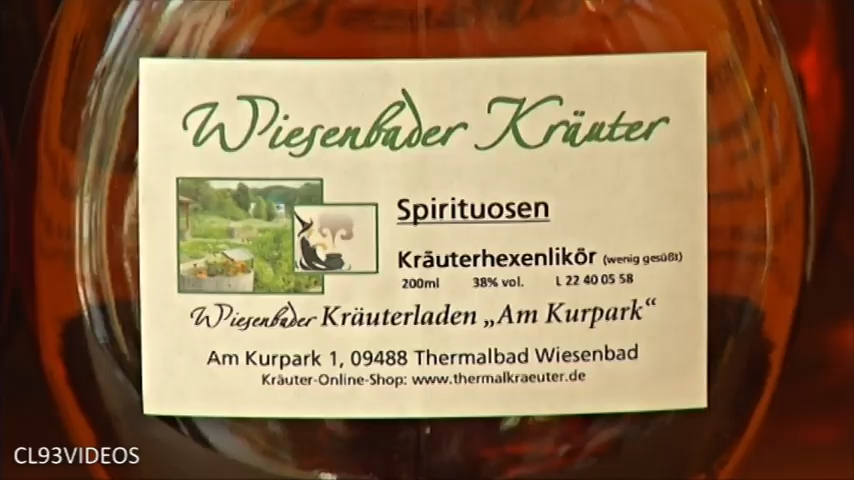 Wiesenbader Kräuter
Spirituosen
Kräuterhexenlikör (wenig gesüßt)
200ml 38% vol. L 22 40 05 58
Wiesenbader Kräuterladen „Am Kurpark“
Am Kurpark 1, 09488 Thermalbad Wiesenbad
Kräuter-Online-Shop: www.thermalkraeuter.de
CL93VIDEOS